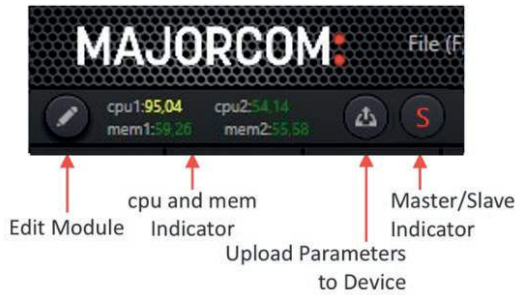 MAJORCOM:
File (F
cpu1:95,04 cpu2:54,14
mem1:59,26 mem2:55,58
S
Edit Module
cpu and mem
Indicator
Upload Parameters
to Device
Master/Slave
Indicator